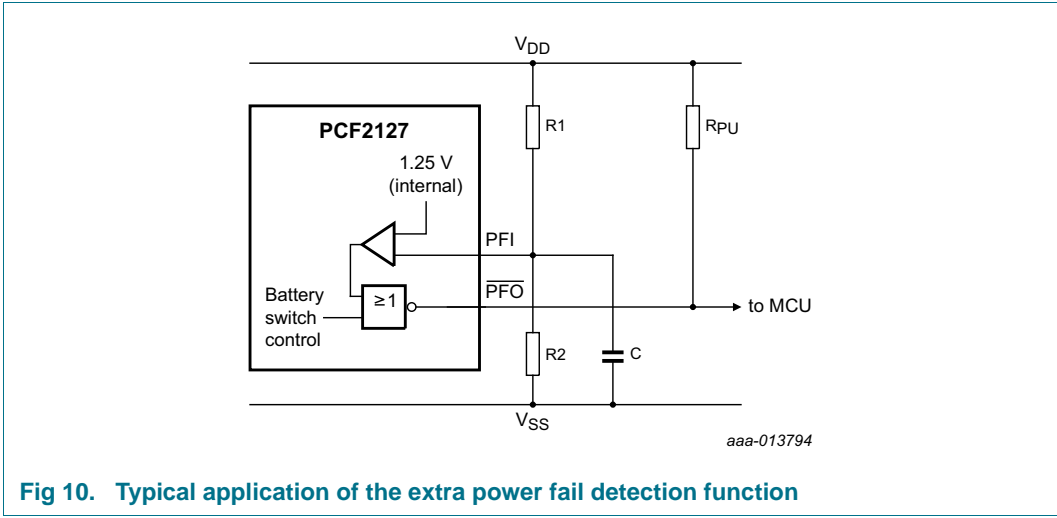 VDD
PCF2127
R1
RPU
1.25 V
(internal)
PFI
PFO
Battery
switch
control
≥1
to MCU
R2
C
VSS
aaa-013794
Fig 10. Typical application of the extra power fail detection function